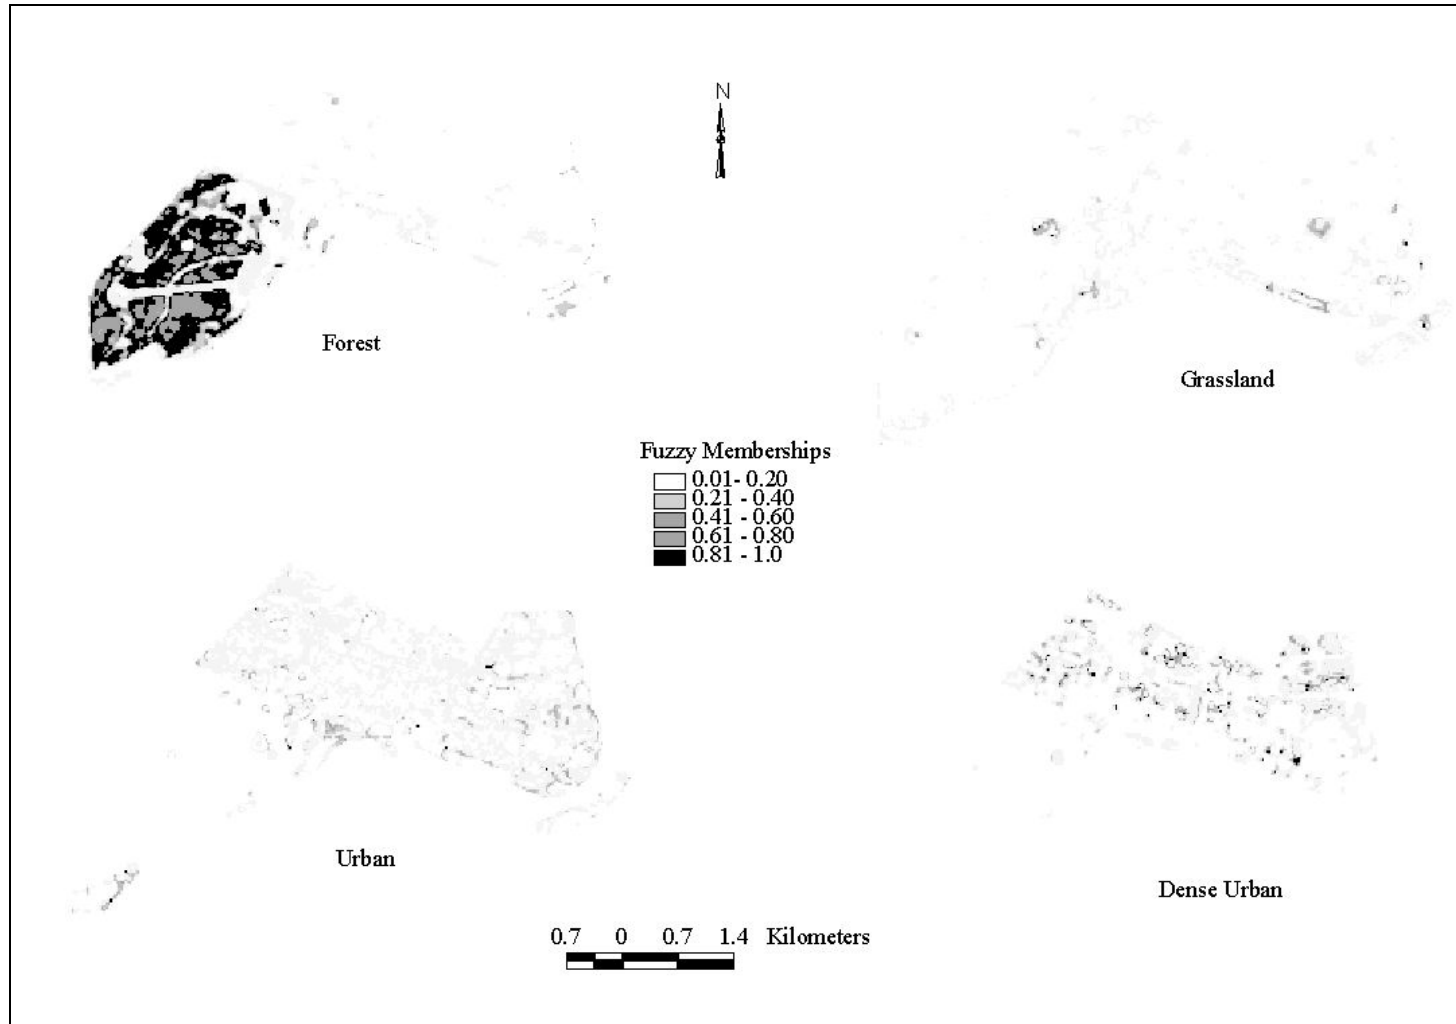 N
Forest
Grassland
Fuzzy Memberships
0.01- 0.20
0.21 - 0.40
0.41 - 0.60
0.61 - 0.80
0.81 - 1.0
Urban
Dense Urban
0.7 0 0.7 1.4 Kilometers